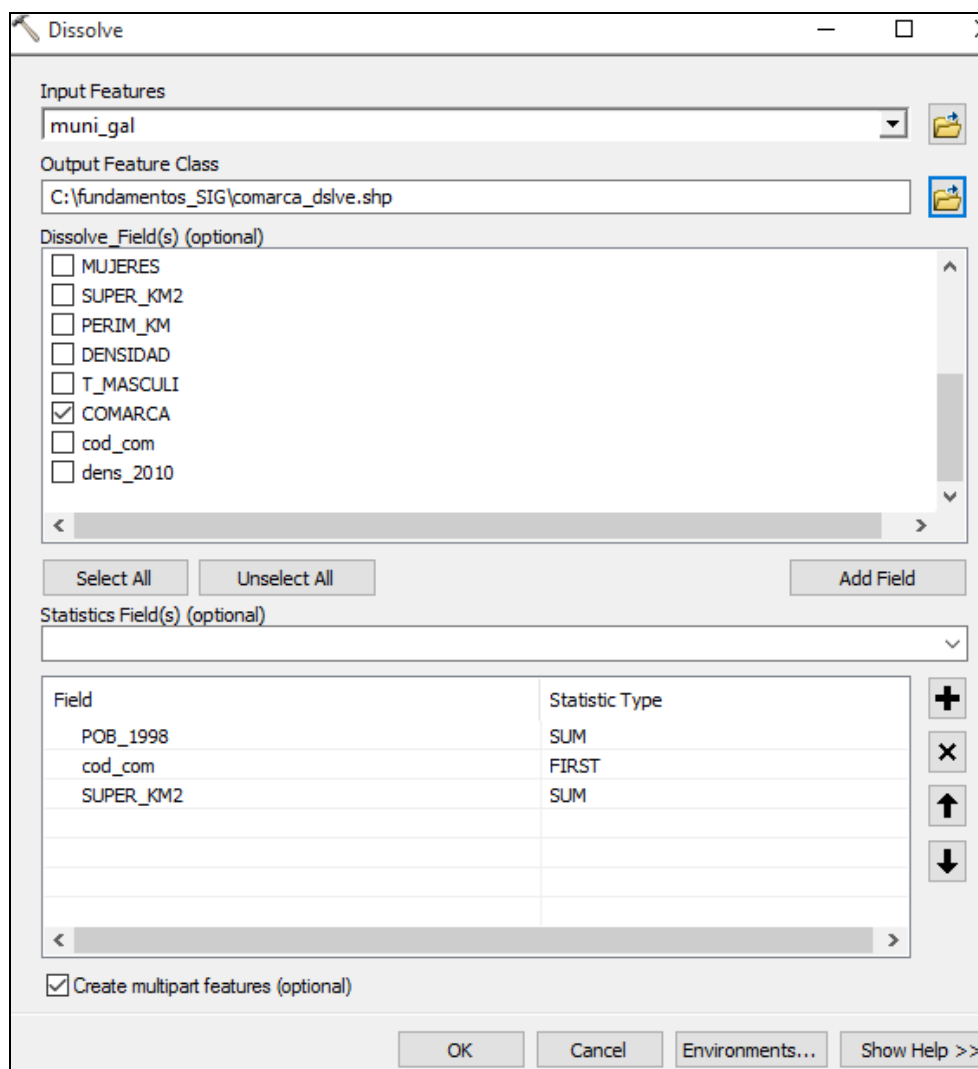 Dissolve
Input Features
muni_gal
Output Feature Class
C:\fundamentos_SIG\comarca_dslve.shp
Dissolve_Field(s) (optional)
MUJERES
SUPER_KM2
PERIM_KM
DENSIDAD
T_MASCULI
COMARCA
cod_com
dens_2010
Select All Unselect All Add Field
Statistics Field(s) (optional)
Field Statistic Type
POB_1998 SUM
cod_com FIRST
SUPER_KM2 SUM
Create multipart features (optional)
OK Cancel Environments... Show Help >>